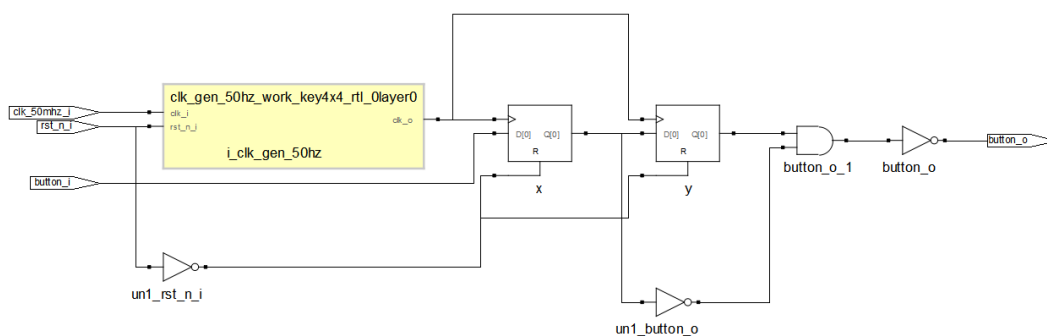 clk_gen_50hz_work_key4x4_rtl_0layer0
clk_50mhz_i
clk_i
clk_o
rst_n_i
rst_n_i
i_clk_gen_50hz
D[0] Q[0]
R
x
D[0] Q[0]
R
y
button_o_1
button_o
button_o
button_i
un1_rst_n_i
un1_button_o